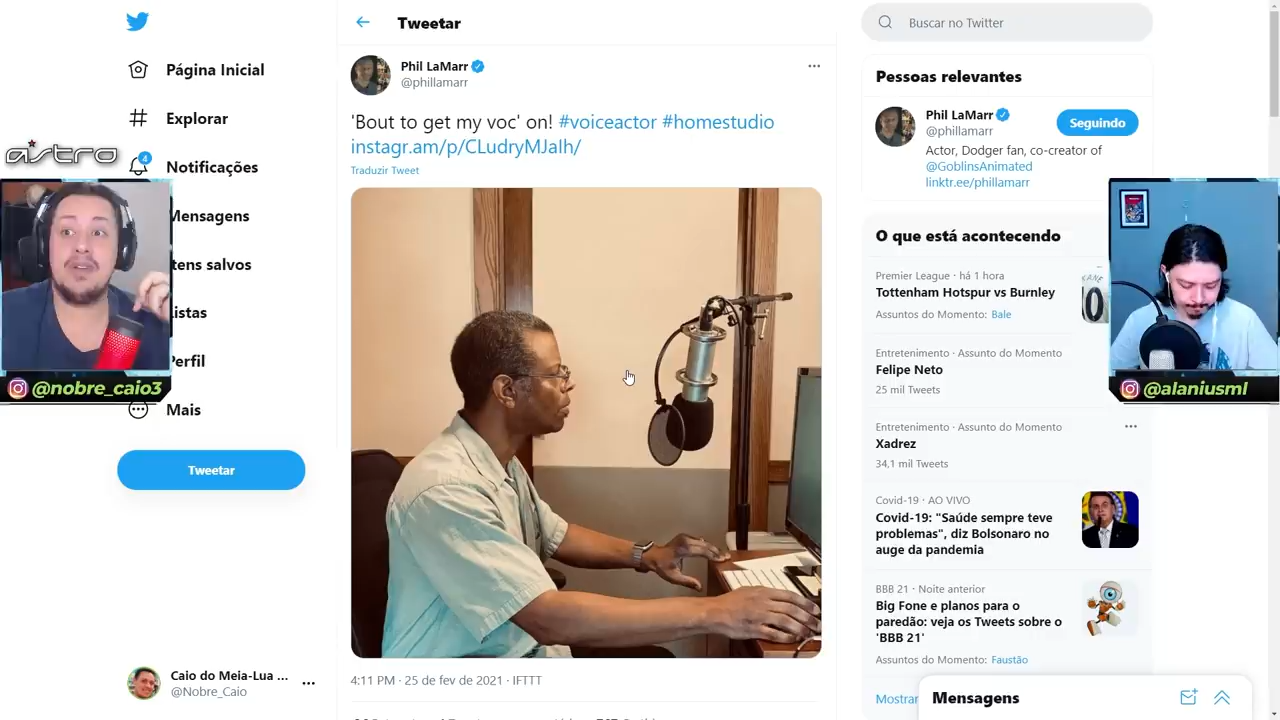 Tweetar
Buscar no Twitter
Página Inicial
Explorar
4
Notificações
Mensagens
Itens salvos
Listas
Perfil
Mais
Tweetar
Caio do Meia-Lua ...
@Nobre_Caio
astro
@nobre_caio3
Phil LaMarr
@phillamarr
'Bout to get my voc' on! #voiceactor #homestudio
instagr.am/p/CLudryMJalh/
Traduzir Tweet
4:11 PM · 25 de fev de 2021 · IFTTT
Pessoas relevantes
Phil LaMarr
@phillamarr
Seguindo
Actor, Dodger fan, co-creator of
@GoblinsAnimated
linktr.ee/phillamarr
O que está acontecendo
Premier League · há 1 hora
Tottenham Hotspur vs Burnley
Assuntos do Momento: Bale
Entretenimento · Assunto do Momento
Felipe Neto
25 mil Tweets
Entretenimento · Assunto do Momento
Xadrez
34,1 mil Tweets
Covid-19 · AO VIVO
Covid-19: "Saúde sempre teve
problemas", diz Bolsonaro no
auge da pandemia
BBB 21 · Noite anterior
Big Fone e planos para o
paredão: veja os Tweets sobre o
'BBB 21'
Assuntos do Momento: Faustão
Mostrar
Mensagens
@alaniusml